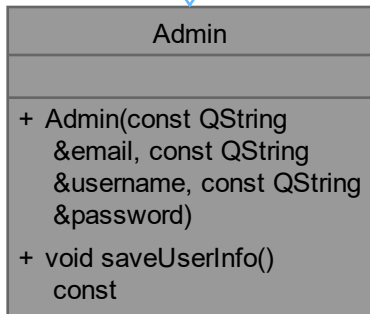 Admin
+ Admin(const QString
&email, const QString
&username, const QString
&password)
+ void saveUserInfo()
const